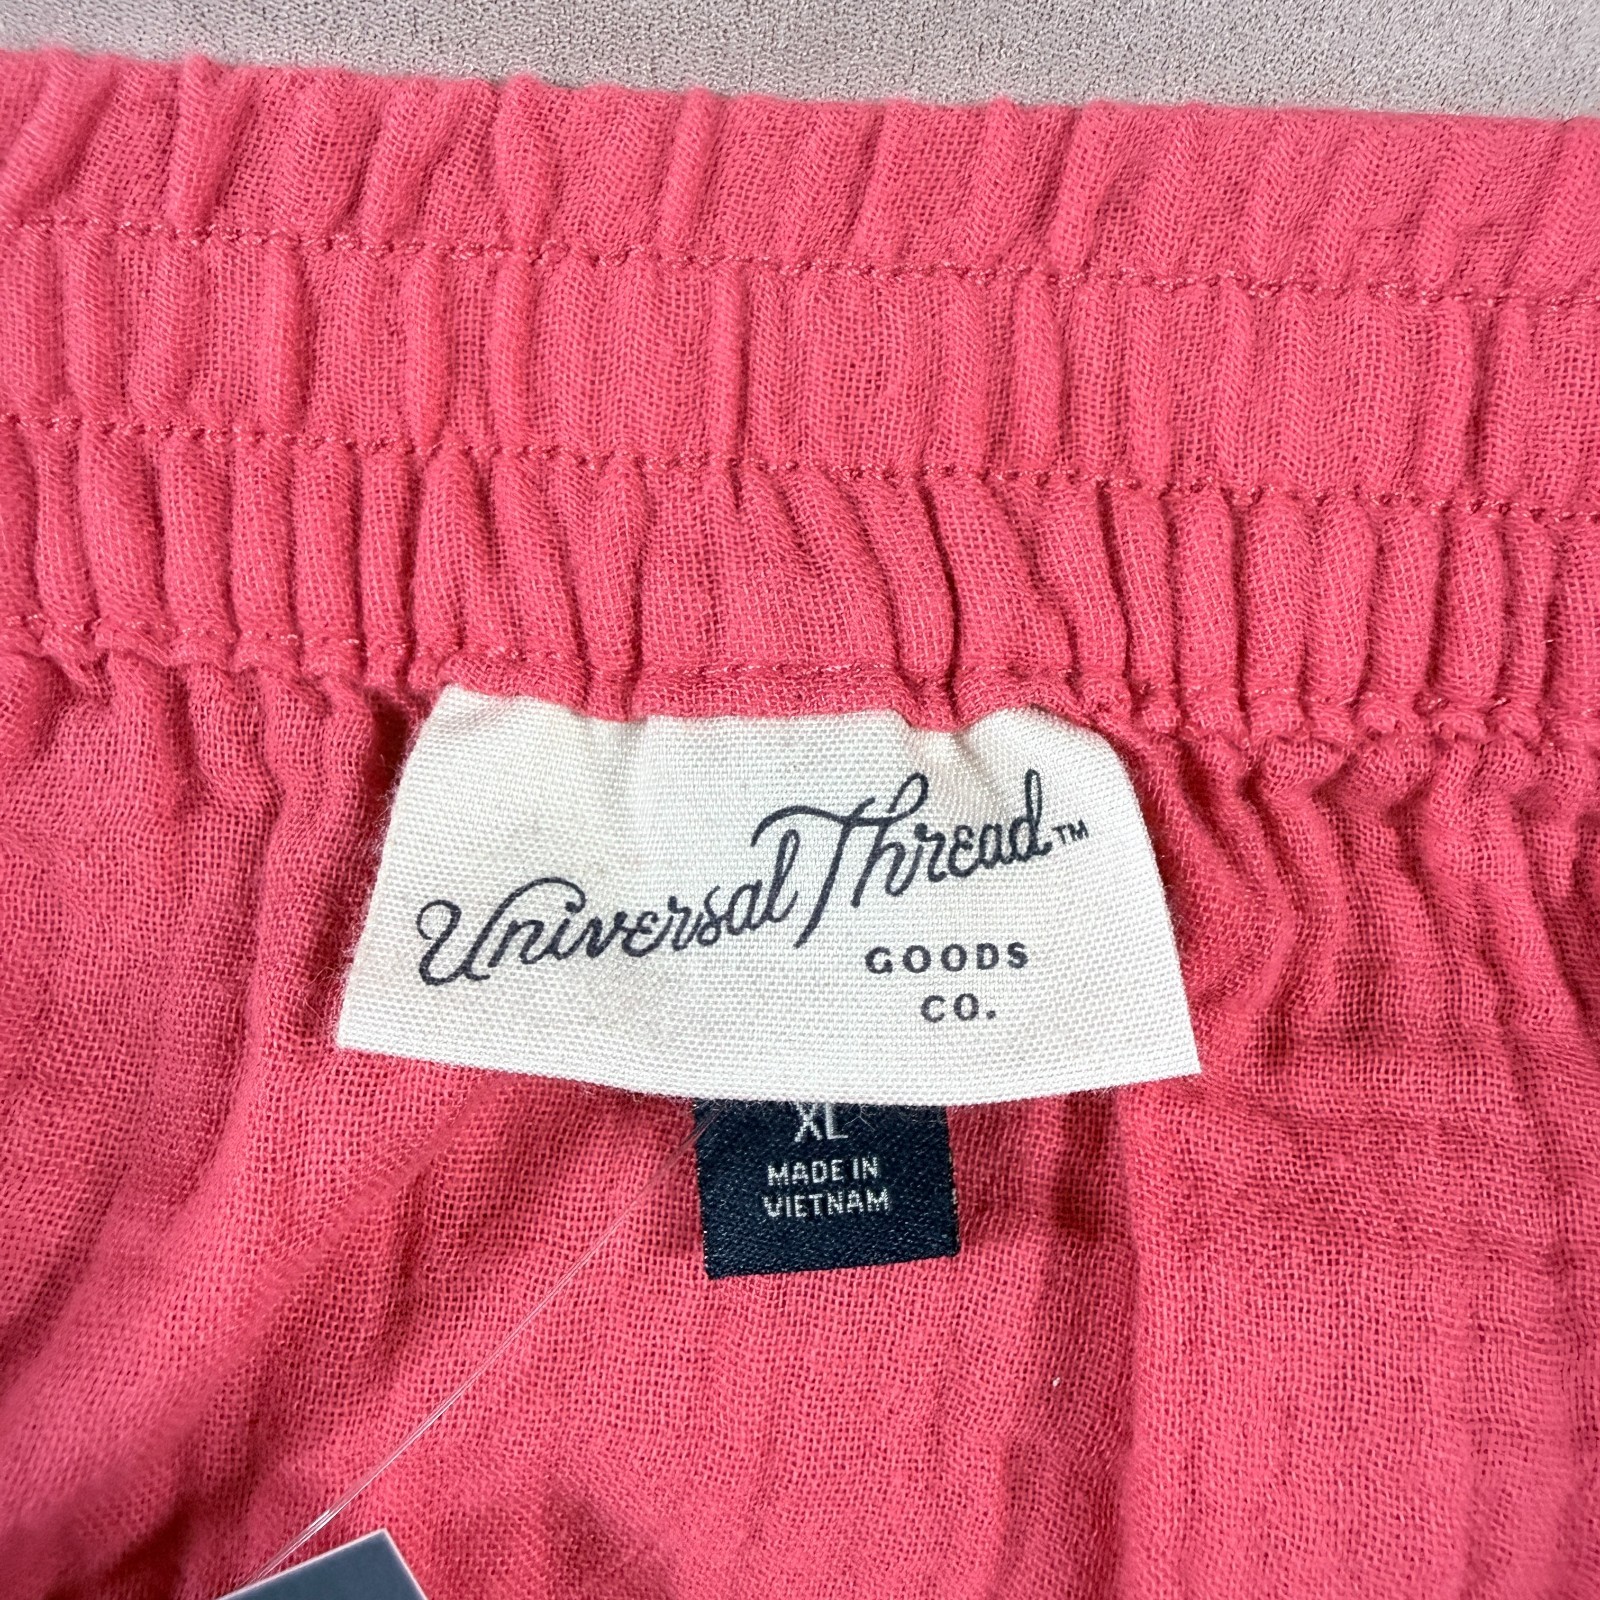 Universal Thread™
GOODS
CO.
XL
MADE IN
VIETNAM